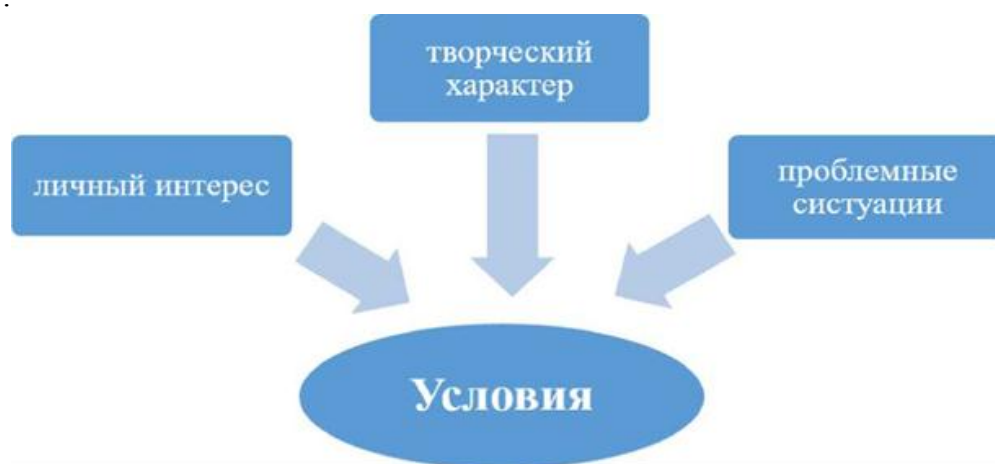 .
творческий
характер
личный интерес
проблемные
систуации
Условия